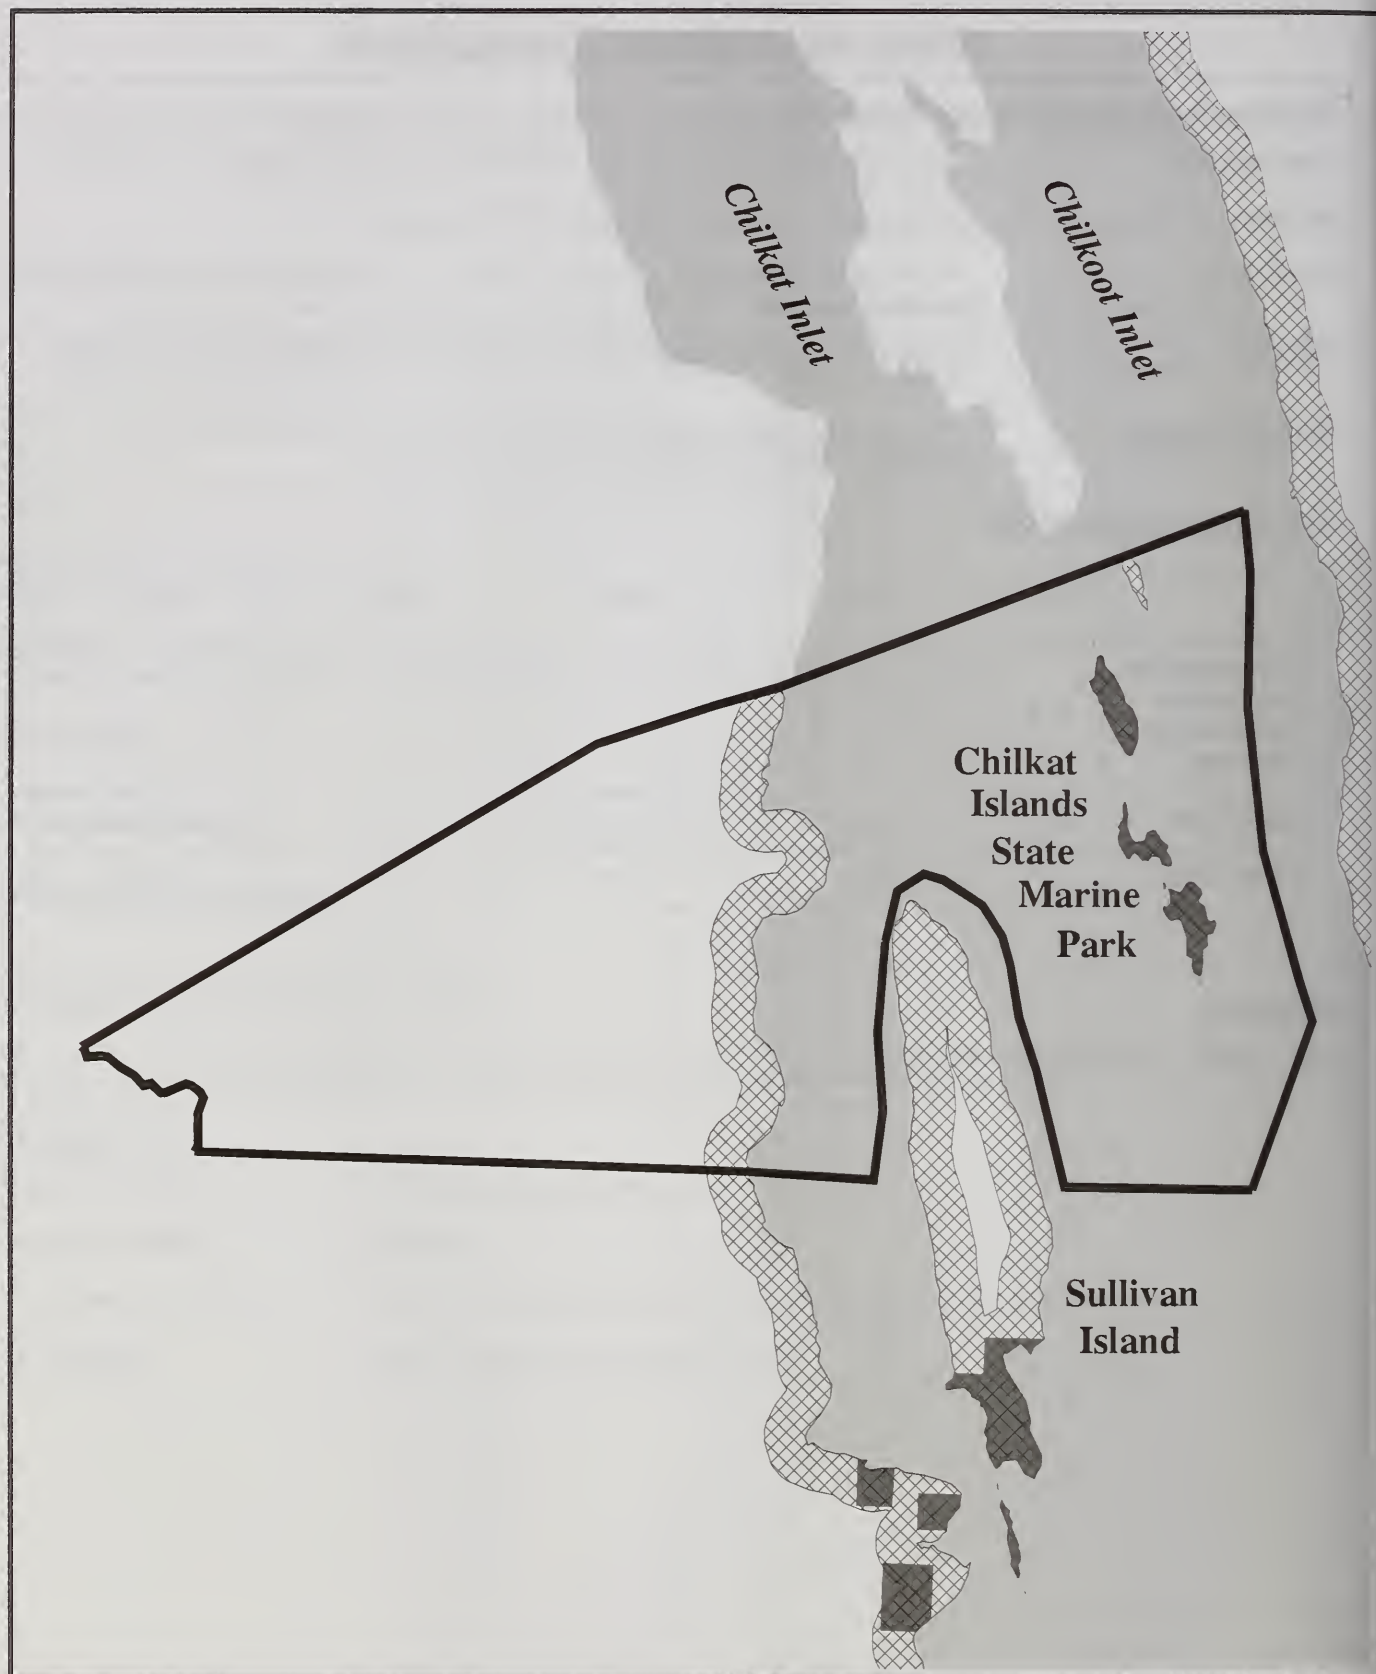 Chilkat Inlet
Chilkoot Inlet
Chilkat
Islands
State
Marine
Park
Sullivan
Island